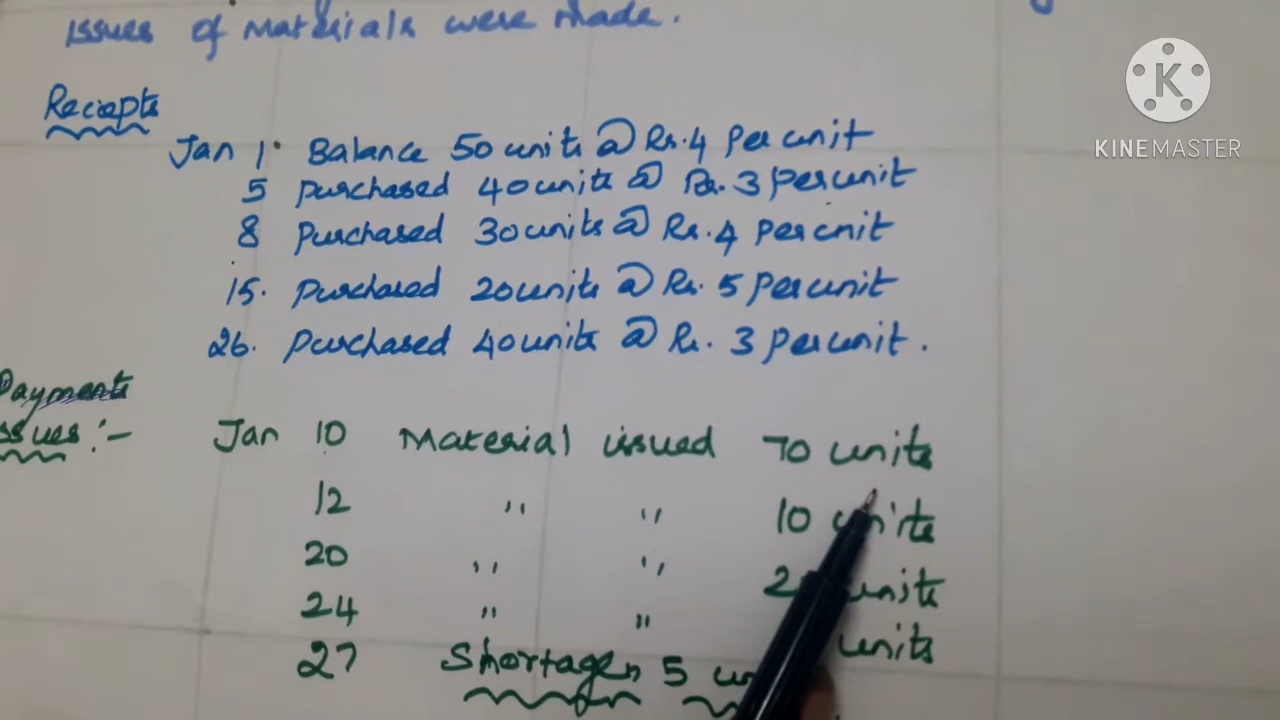 Issues of materials were made.
KINEMASTER
Reciepts
Jan 1 Balance 50 units @ Rs. 4 Per unit
5 Purchased 40 units @ Rs. 3 per unit
8 Purchased 30 units @ Rs. 4 per unit
15. Purchased 20 units @ Rs. 5 per unit
26. Purchased 40 units @ Rs. 3 per unit.
Payments
Issues :-
Jan 10 Material issued 70 units
12 " " 10 units
20 " " units
24 " " units
27 Shortages 5